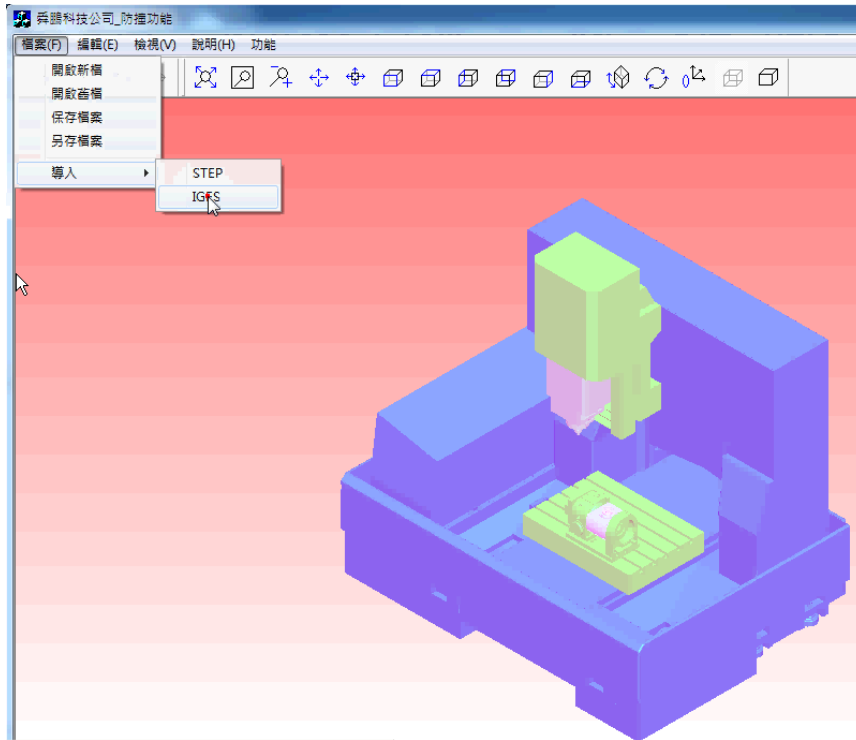 舜鵬科技公司_防撞功能
檔案(F) 編輯(E) 檢視(V) 說明(H) 功能
開啟新檔
開啟舊檔
保存檔案
另存檔案
導入
STEP
IGES